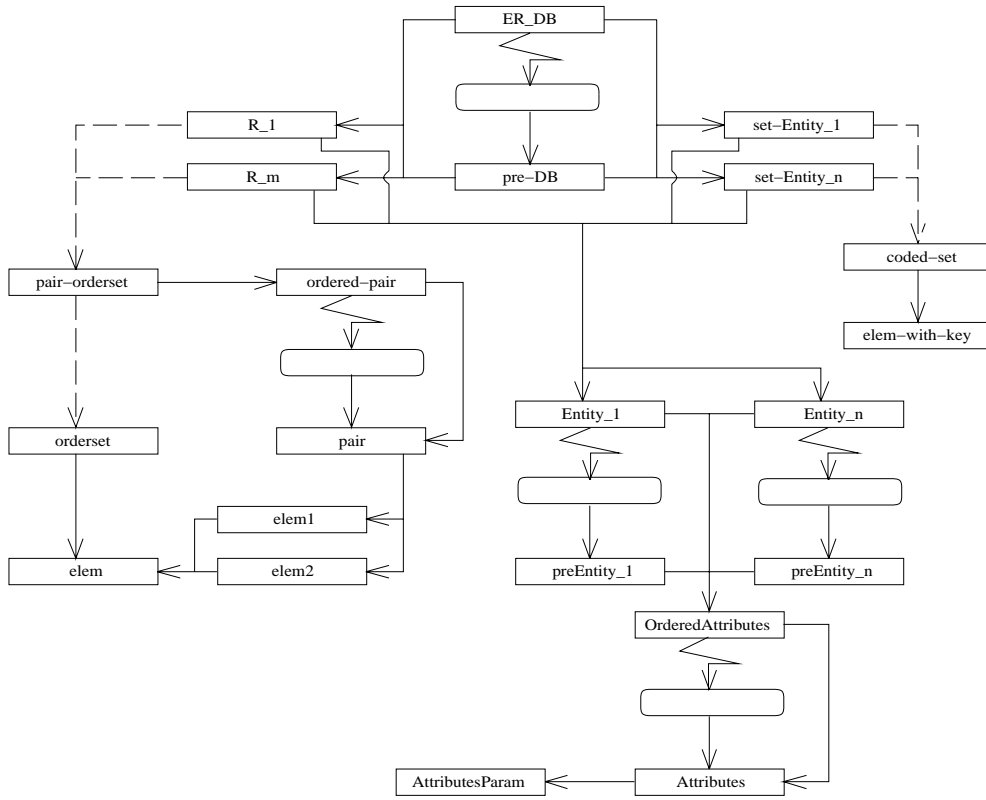 ER_DB
R_1
set-Entity_1
R_m
pre-DB
set-Entity_n
coded-set
pair-orderset
ordered-pair
elem-with-key
Entity_1
Entity_n
orderset
pair
elem1
elem
elem2
preEntity_1
preEntity_n
OrderedAttributes
AttributesParam
Attributes